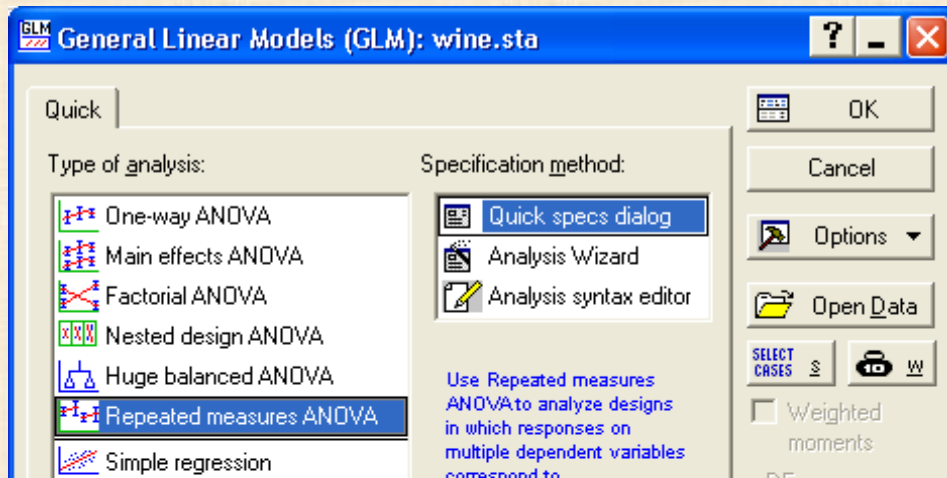 GLM General Linear Models (GLM): wine.sta
Quick
Type of analysis:
One-way ANOVA
Main effects ANOVA
Factorial ANOVA
Nested design ANOVA
Huge balanced ANOVA
Repeated measures ANOVA
Simple regression
Specification method:
Quick specs dialog
Analysis Wizard
Analysis syntax editor
Use Repeated measures
ANOVA to analyze designs
in which responses on
multiple dependent variables
correspond to
OK
Cancel
Options
Open Data
SELECT
CASES S
W
Weighted
moments